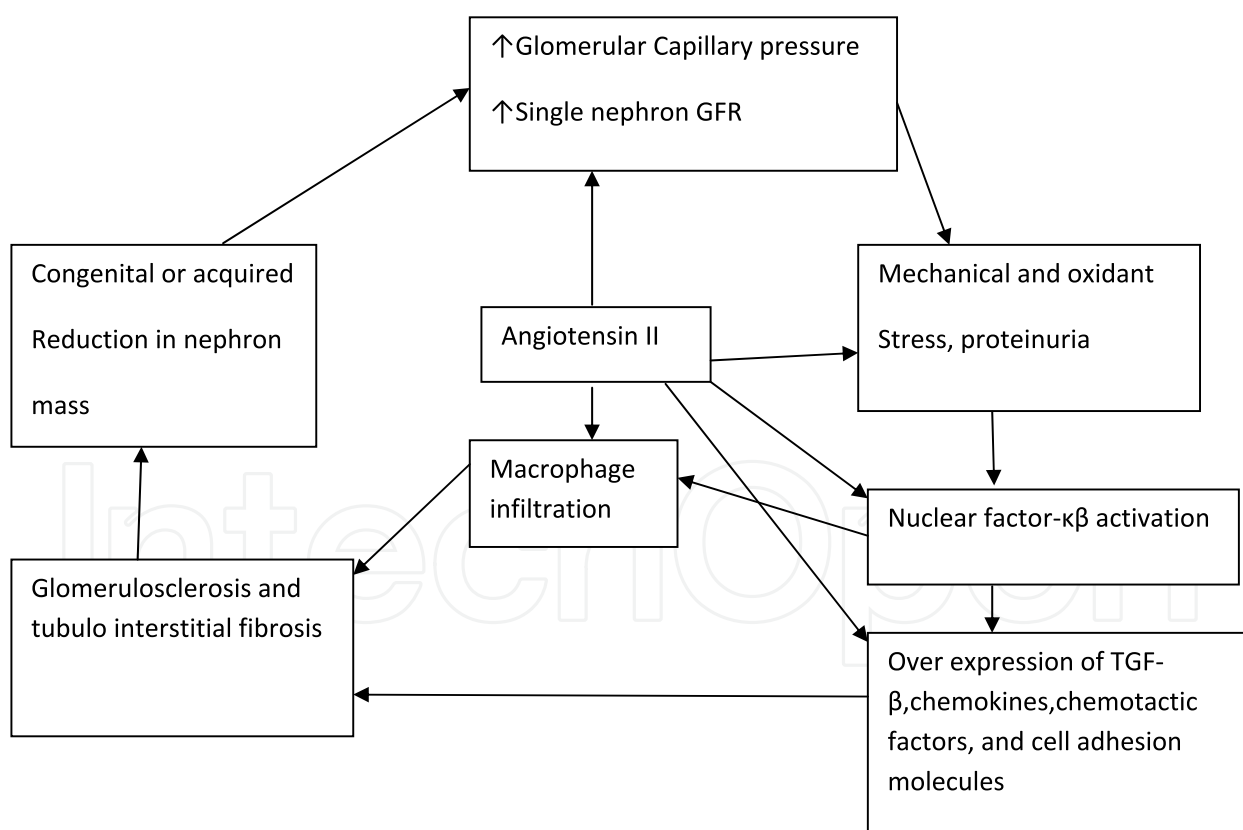 ↑Glomerular Capillary pressure
↑Single nephron GFR
Congenital or acquired
Reduction in nephron
mass
Mechanical and oxidant
Stress, proteinuria
Angiotensin II
Macrophage
infiltration
Nuclear factor-κβ activation
Glomerulosclerosis and
tubulo interstitial fibrosis
Over expression of TGF-
β,chemokines,chemotactic
factors, and cell adhesion
molecules
IntechOpen